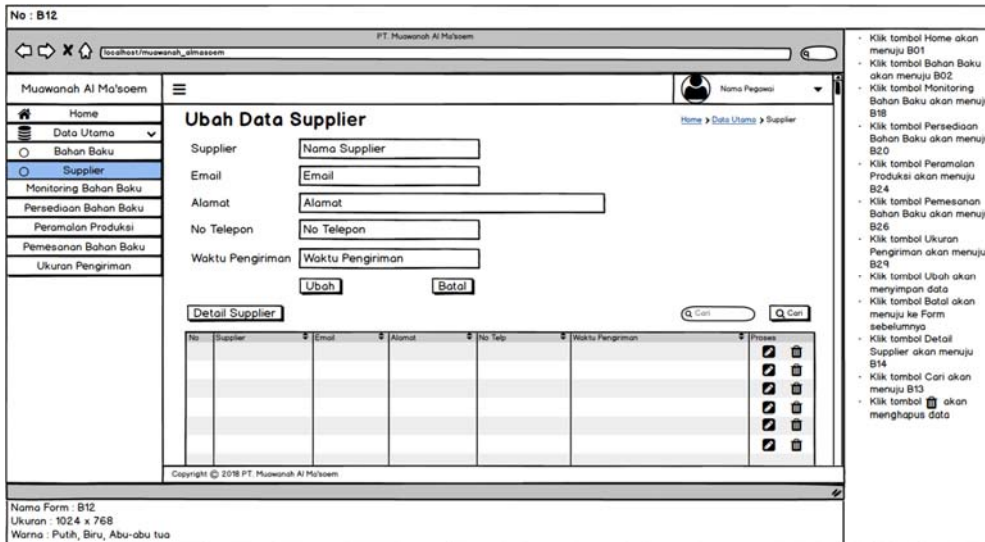 No : B12
PT. Muawanah Al Ma'soem
localhost/muawanah_almasoem
Muawanah Al Ma'soem
Nama Pegawai
Home
Data Utama
Bahan Baku
Supplier
Monitoring Bahan Baku
Persediaan Bahan Baku
Peramalan Produksi
Pemesanan Bahan Baku
Ukuran Pengiriman
Ubah Data Supplier
Home > Data Utama > Supplier
Supplier Nama Supplier
Email Email
Alamat Alamat
No Telepon No Telepon
Waktu Pengiriman Waktu Pengiriman
Ubah Batal
Detail Supplier Cari Cari
No Supplier Email Alamat No Telp Waktu Pengiriman Proses
Copyright © 2018 PT. Muawanah Al Ma'soem
Nama Form : B12
Ukuran : 1024 x 768
Warna : Putih, Biru, Abu-abu tua
- Klik tombol Home akan
menuju B01
- Klik tombol Bahan Baku
akan menuju B02
- Klik tombol Monitoring
Bahan Baku akan menuju
B18
- Klik tombol Persediaan
Bahan Baku akan menuju
B20
- Klik tombol Peramalan
Produksi akan menuju
B24
- Klik tombol Pemesanan
Bahan Baku akan menuju
B26
- Klik tombol Ukuran
Pengiriman akan menuju
B29
- Klik tombol Ubah akan
menyimpan data
- Klik tombol Batal akan
menuju ke Form
sebelumnya
- Klik tombol Detail
Supplier akan menuju
B14
- Klik tombol Cari akan
menuju B13
- Klik tombol akan
menghapus data